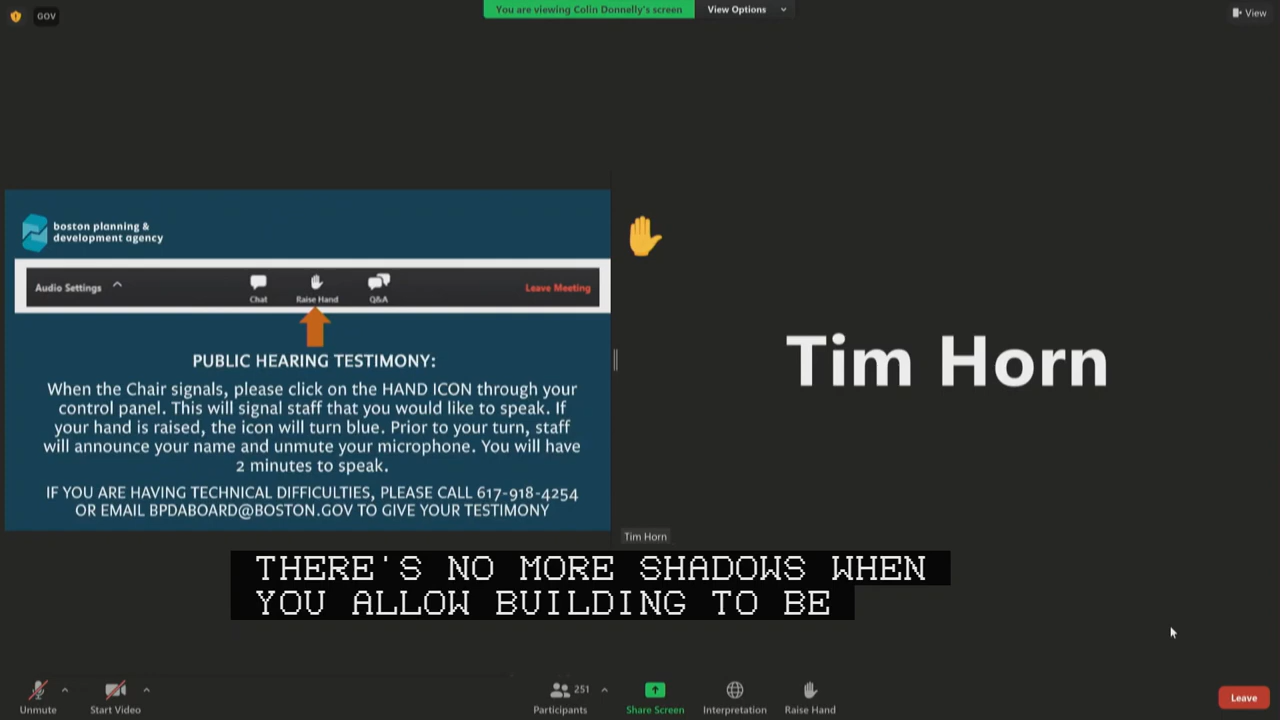 GOV
You are viewing Colin Donnelly's screen
View Options
View
boston planning &
development agency
Audio Settings
Chat
Raise Hand
Q&A
Leave Meeting
PUBLIC HEARING TESTIMONY:
When the Chair signals, please click on the HAND ICON through your
control panel. This will signal staff that you would like to speak. If
your hand is raised, the icon will turn blue. Prior to your turn, staff
will announce your name and unmute your microphone. You will have
2 minutes to speak.
IF YOU ARE HAVING TECHNICAL DIFFICULTIES, PLEASE CALL 617-918-4254
OR EMAIL BPDABOARD@BOSTON.GOV TO GIVE YOUR TESTIMONY
Tim Horn
Tim Horn
THERE'S NO MORE SHADOWS WHEN
YOU ALLOW BUILDING TO BE
Unmute
Start Video
251
Participants
Share Screen
Interpretation
Raise Hand
Leave